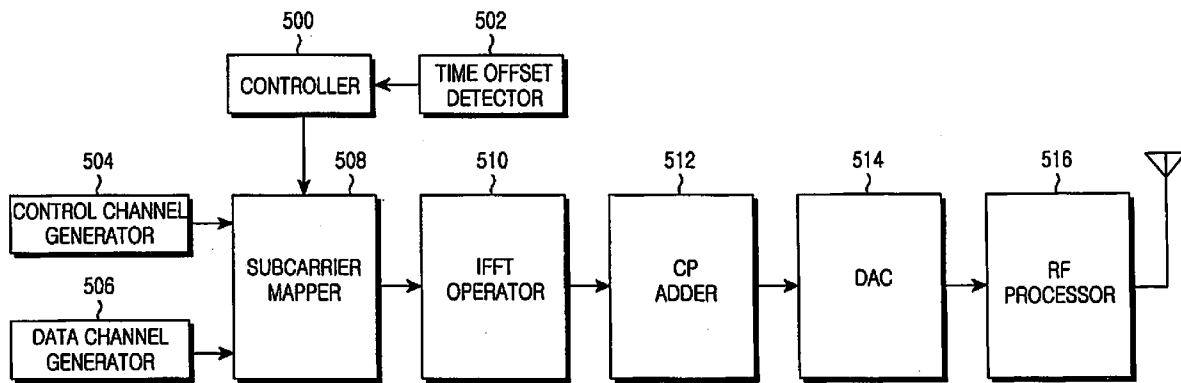 500
502
CONTROLLER
TIME OFFSET
DETECTOR
504
508
510
512
514
516
CONTROL CHANNEL
GENERATOR
SUBCARRIER
MAPPER
IFFT
OPERATOR
CP
ADDER
DAC
RF
PROCESSOR
506
DATA CHANNEL
GENERATOR